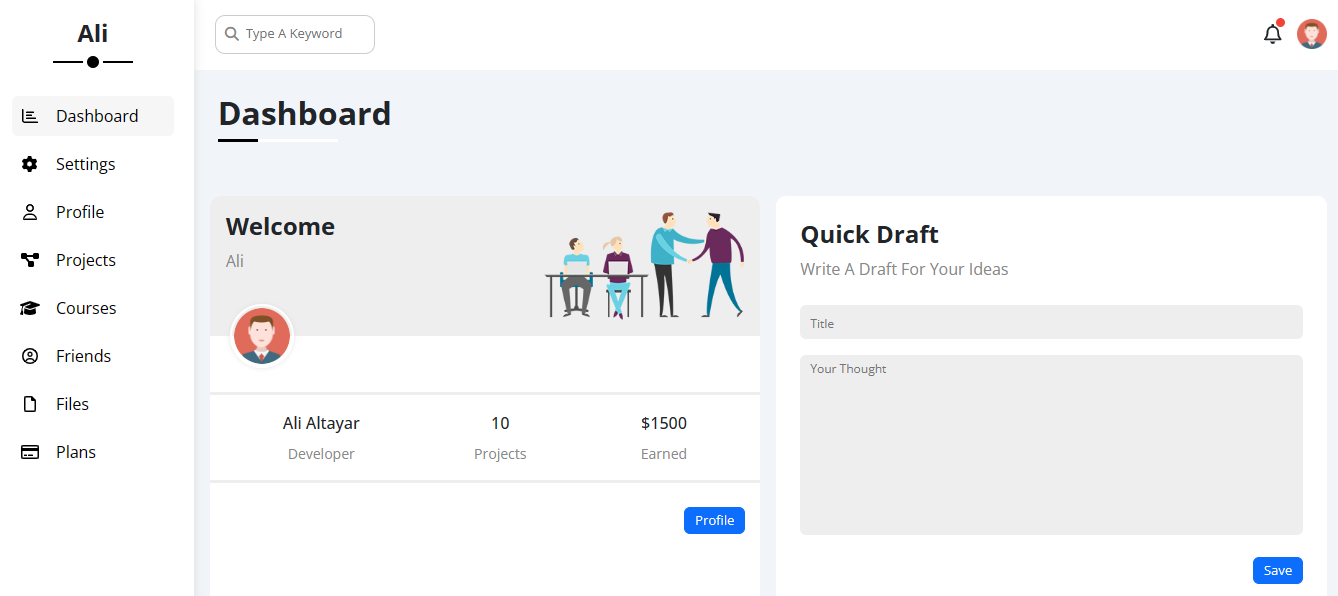 Ali
Dashboard
Settings
Profile
Projects
Courses
Friends
Files
Plans
Type A Keyword
Dashboard
Welcome
Ali
Ali Altayar
Developer
10
Projects
$1500
Earned
Profile
Quick Draft
Write A Draft For Your Ideas
Title
Your Thought
Save